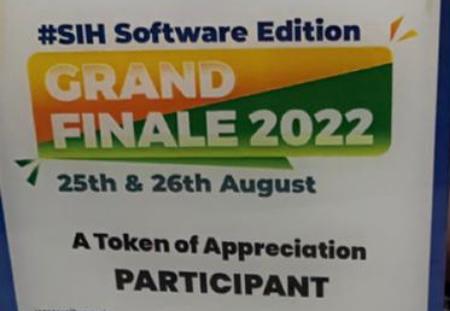 #SIH Software Edition
GRAND
FINALE 2022
25th & 26th August
A Token of Appreciation
PARTICIPANT